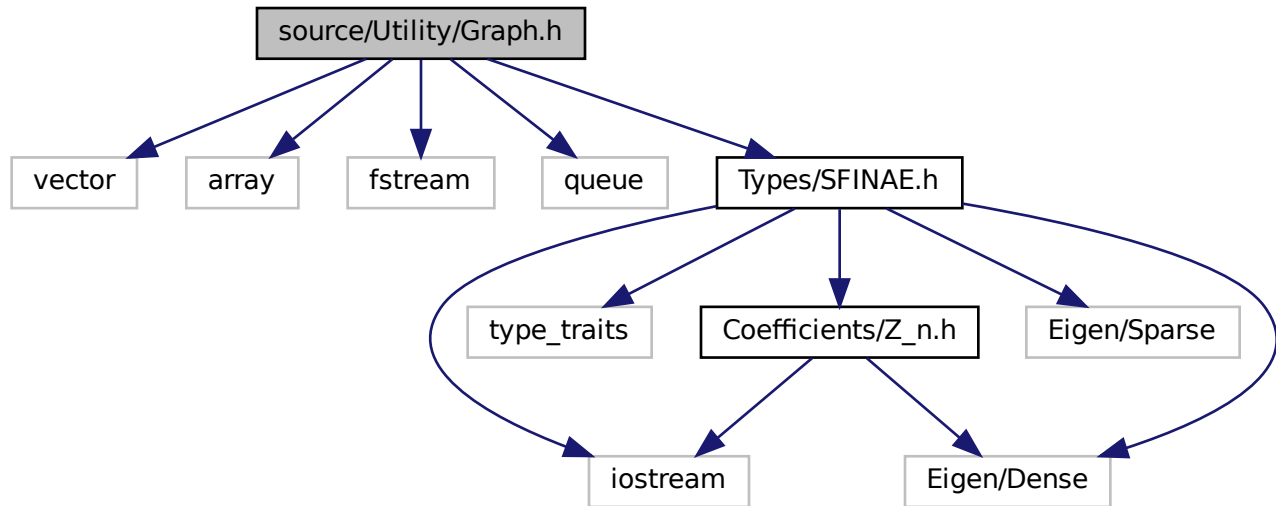 source/Utility/Graph.h
vector
array
fstream
queue
Types/SFINAE.h
type_traits
Coefficients/Z_n.h
Eigen/Sparse
iostream
Eigen/Dense